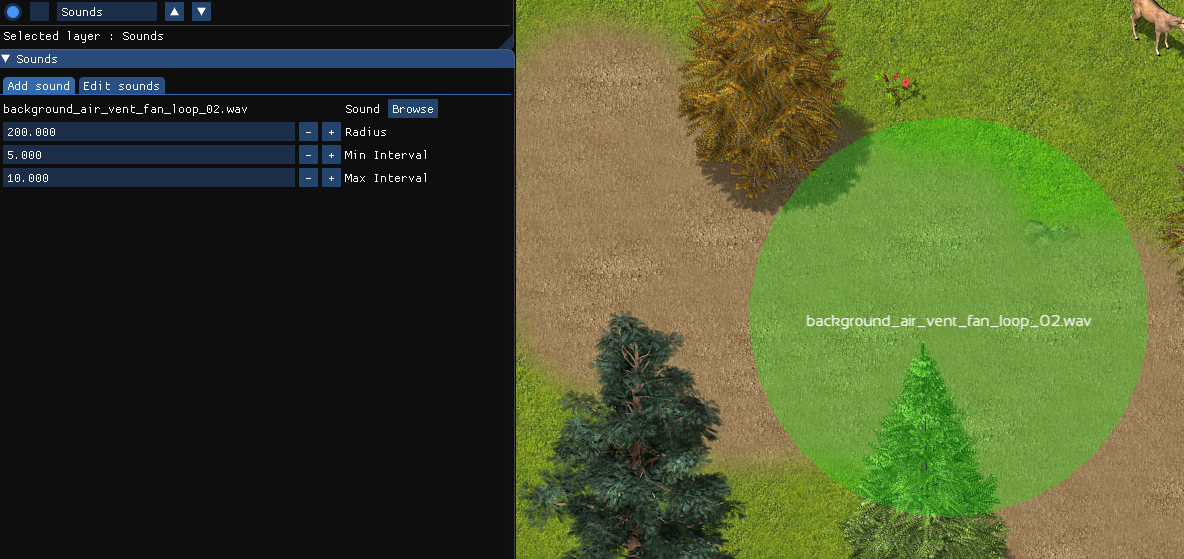 Sounds
Selected layer : Sounds
Sounds
Add sound Edit sounds
background_air_vent_fan_loop_02.wav Sound Browse
200.000 - + Radius
5.000 - + Min Interval
10.000 - + Max Interval
background_air_vent_fan_loop_02.wav